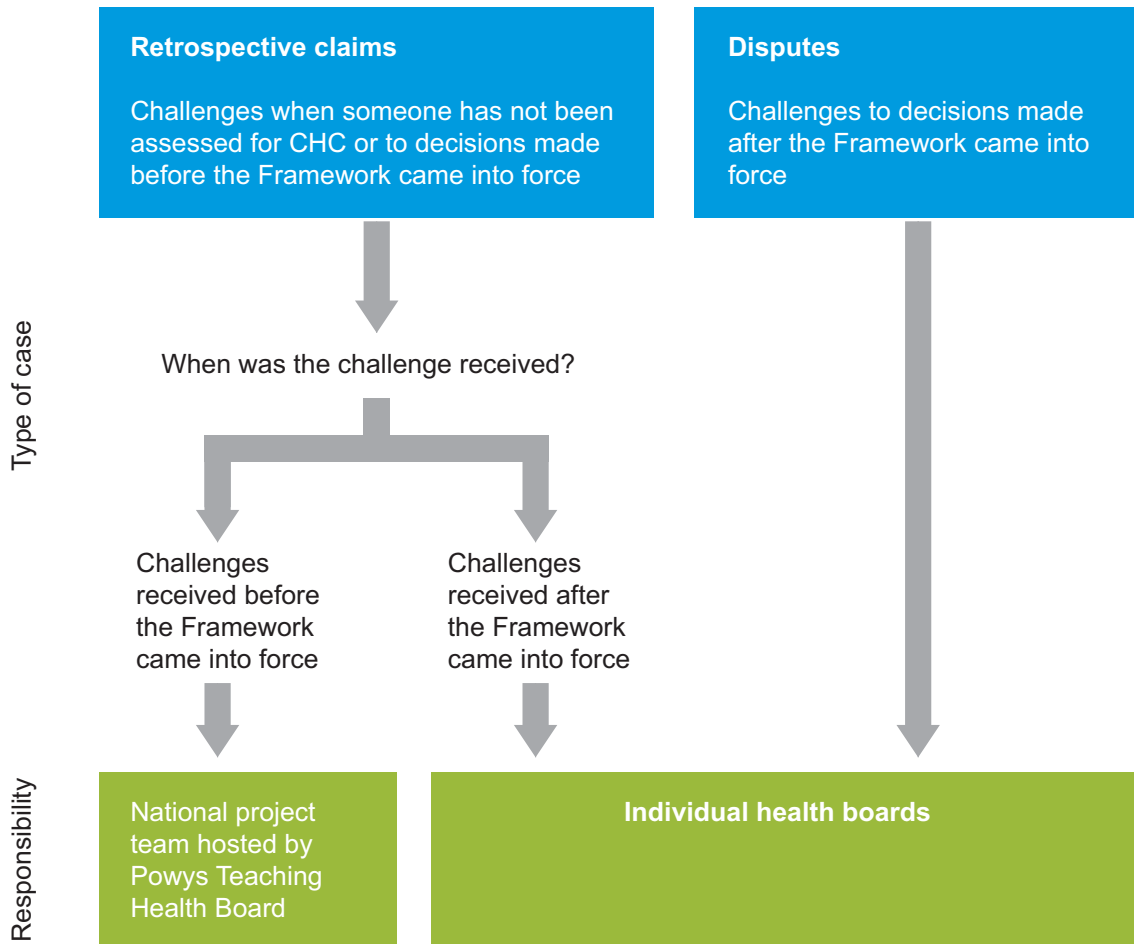 Retrospective claims
Challenges when someone has not been
assessed for CHC or to decisions made
before the Framework came into force
Disputes
Challenges to decisions made
after the Framework came into
force
Type of case
When was the challenge received?
Challenges
received before
the Framework
came into force
Challenges
received after
the Framework
came into force
Responsibility
National project
team hosted by
Powys Teaching
Health Board
Individual health boards